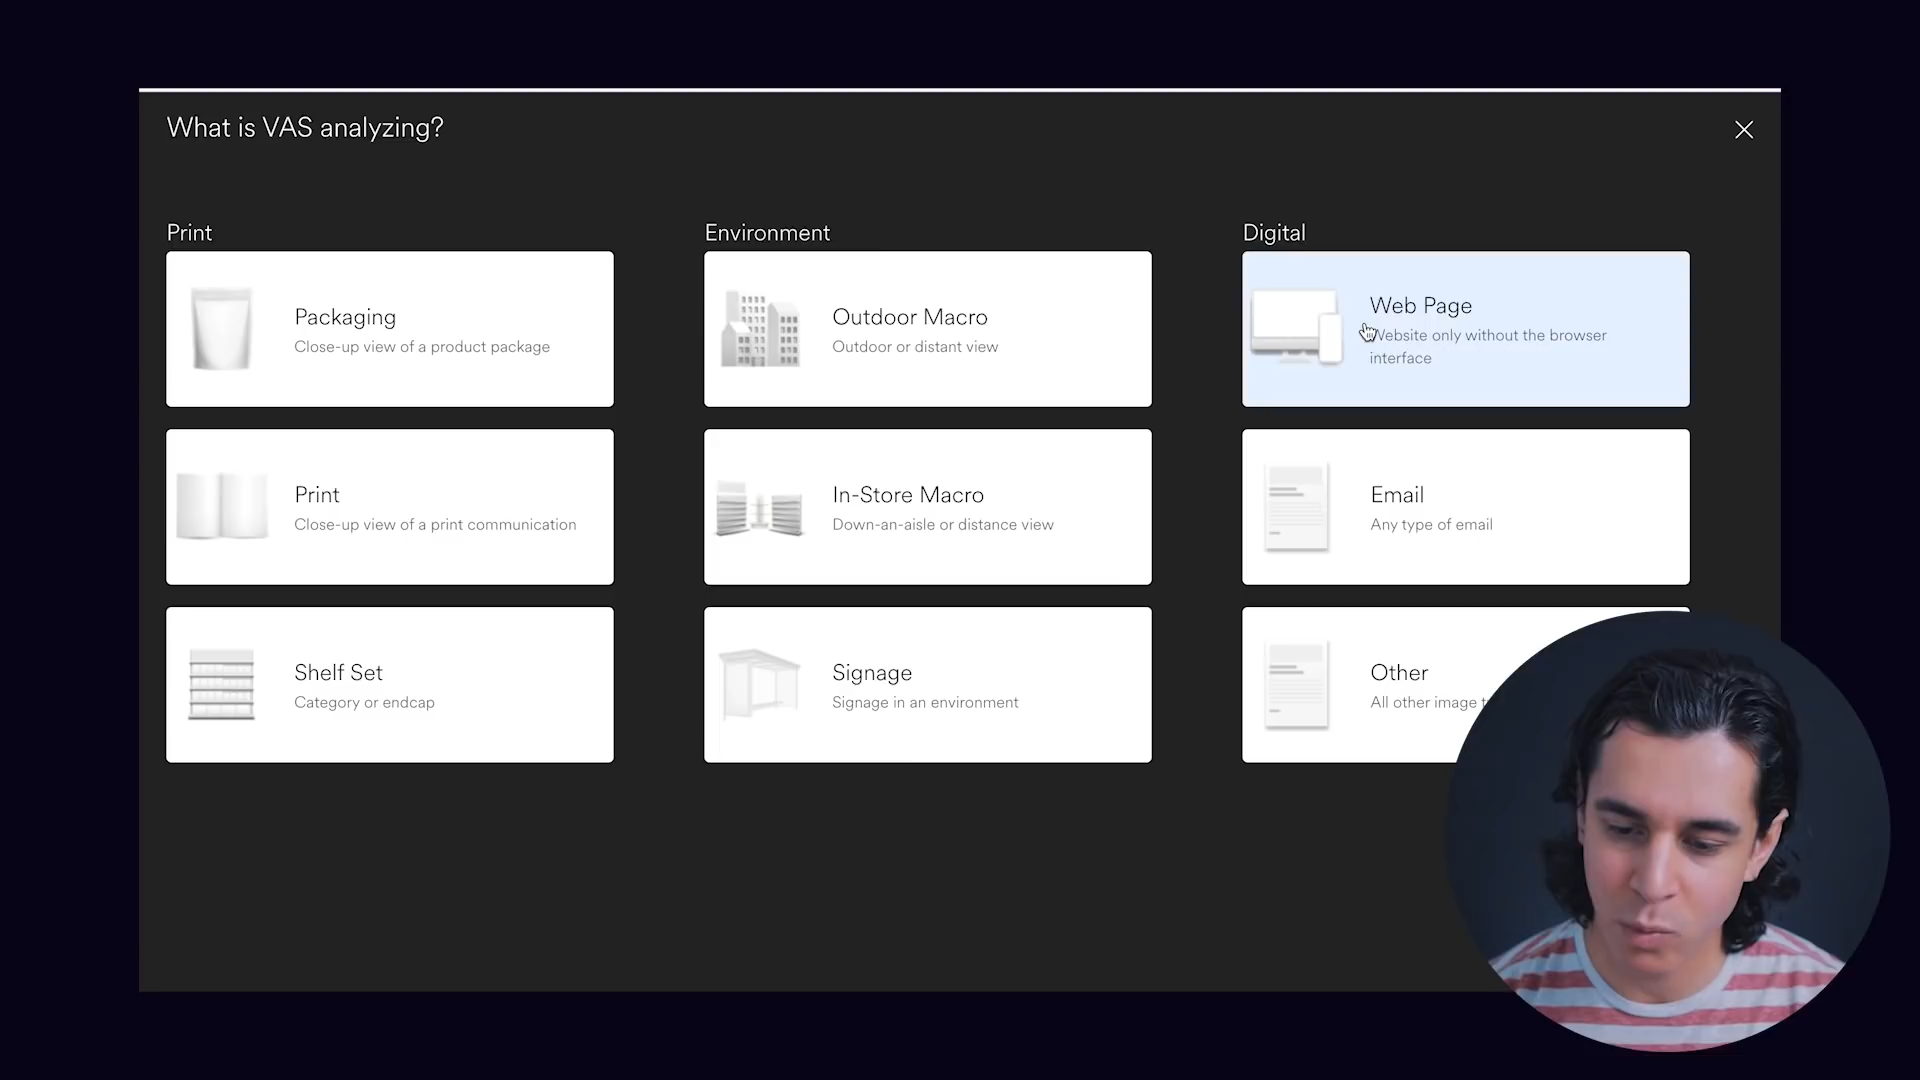 What is VAS analyzing?
Print
Packaging
Close-up view of a product package
Print
Close-up view of a print communication
Shelf Set
Category or endcap
Environment
Outdoor Macro
Outdoor or distant view
In-Store Macro
Down-an-aisle or distance view
Signage
Signage in an environment
Digital
Web Page
Website only without the browser
interface
Email
Any type of email
Other
All other image